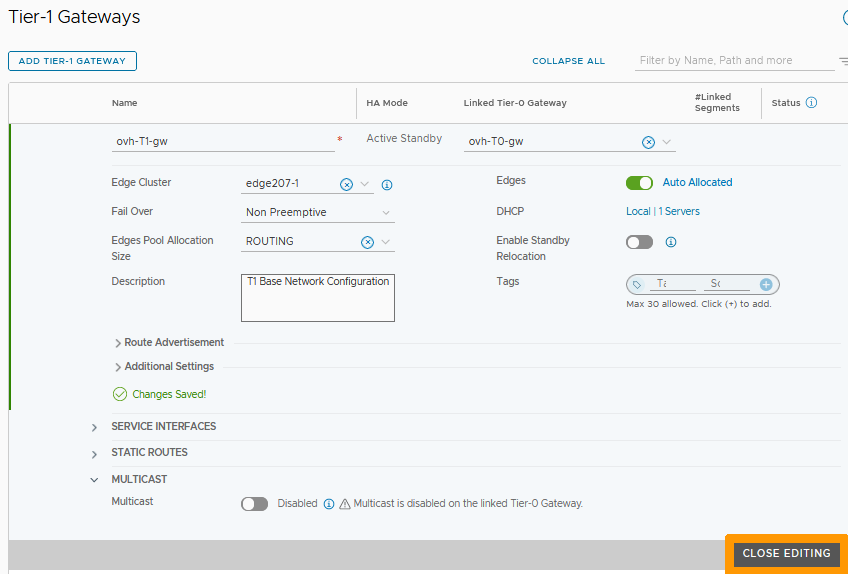 Tier-1 Gateways
ADD TIER-1 GATEWAY
COLLAPSE ALL
Filter by Name, Path and more
Name
HA Mode
Linked Tier-0 Gateway
#Linked
Segments
Status
ovh-T1-gw
*
Active Standby
ovh-T0-gw
Edge Cluster
edge207-1
Edges
Auto Allocated
Fail Over
Non Preemptive
DHCP
Local | 1 Servers
Edges Pool Allocation
Size
ROUTING
Enable Standby
Relocation
Description
T1 Base Network Configuration
Tags
Ta
Sc
Max 30 allowed. Click (+) to add.
Route Advertisement
Additional Settings
Changes Saved!
SERVICE INTERFACES
STATIC ROUTES
MULTICAST
Multicast
Disabled
Multicast is disabled on the linked Tier-0 Gateway.
CLOSE EDITING